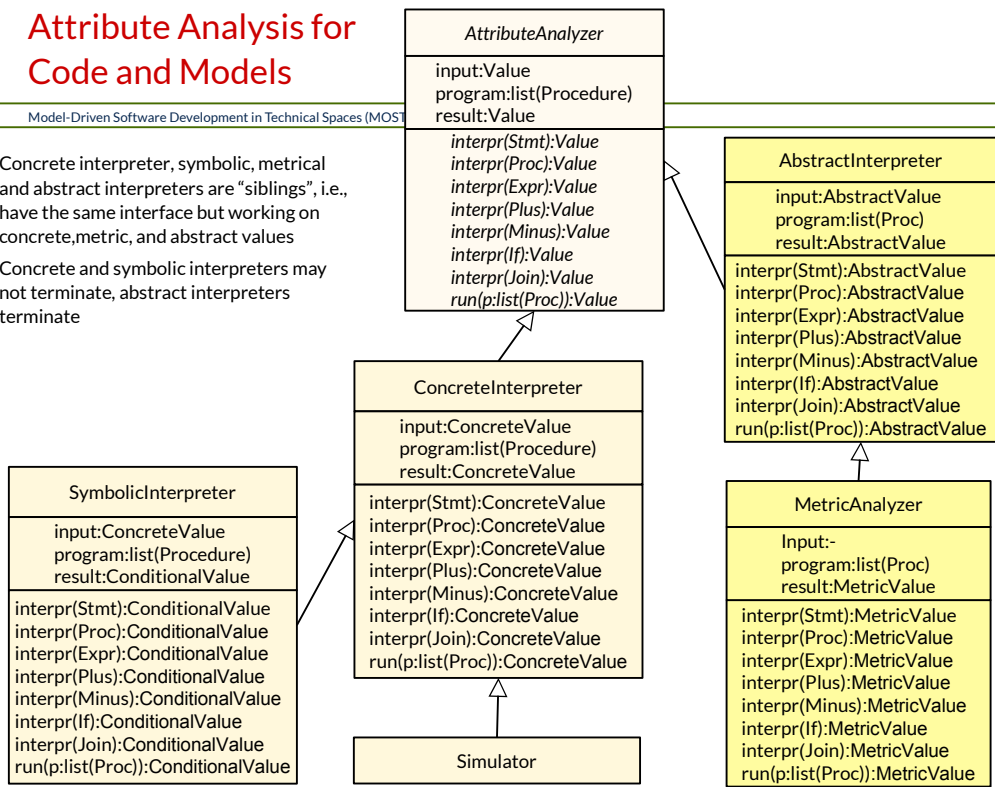 Attribute Analysis for
Code and Models
Model-Driven Software Development in Technical Spaces (MOST
Concrete interpreter, symbolic, metrical
and abstract interpreters are “siblings”, i.e.,
have the same interface but working on
concrete,metric, and abstract values
Concrete and symbolic interpreters may
not terminate, abstract interpreters
terminate
AttributeAnalyzer
input:Value
program:list(Procedure)
result:Value
interpr(Stmt):Value
interpr(Proc):Value
interpr(Expr):Value
interpr(Plus):Value
interpr(Minus):Value
interpr(If):Value
interpr(Join):Value
run(p:list(Proc)):Value
AbstractInterpreter
input:AbstractValue
program:list(Proc)
result:AbstractValue
interpr(Stmt):AbstractValue
interpr(Proc):AbstractValue
interpr(Expr):AbstractValue
interpr(Plus):AbstractValue
interpr(Minus):AbstractValue
interpr(If):AbstractValue
interpr(Join):AbstractValue
run(p:list(Proc)):AbstractValue
ConcreteInterpreter
input:ConcreteValue
program:list(Procedure)
result:ConcreteValue
interpr(Stmt):ConcreteValue
interpr(Proc):ConcreteValue
interpr(Expr):ConcreteValue
interpr(Plus):ConcreteValue
interpr(Minus):ConcreteValue
interpr(If):ConcreteValue
interpr(Join):ConcreteValue
run(p:list(Proc)):ConcreteValue
SymbolicInterpreter
input:ConcreteValue
program:list(Procedure)
result:ConditionalValue
interpr(Stmt):ConditionalValue
interpr(Proc):ConditionalValue
interpr(Expr):ConditionalValue
interpr(Plus):ConditionalValue
interpr(Minus):ConditionalValue
interpr(If):ConditionalValue
interpr(Join):ConditionalValue
run(p:list(Proc)):ConditionalValue
Simulator
MetricAnalyzer
Input:-
program:list(Proc)
result:MetricValue
interpr(Stmt):MetricValue
interpr(Proc):MetricValue
interpr(Expr):MetricValue
interpr(Plus):MetricValue
interpr(Minus):MetricValue
interpr(If):MetricValue
interpr(Join):MetricValue
run(p:list(Proc)):MetricValue